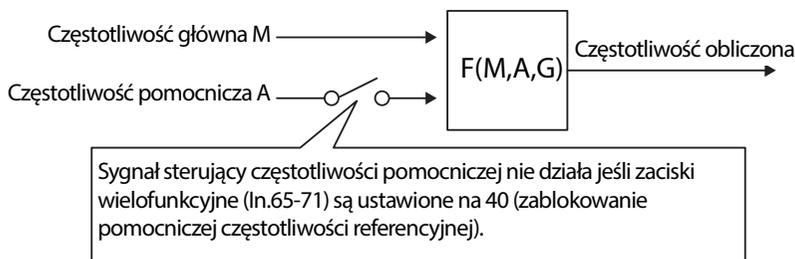 Częstotliwość główna M
F(M,A,G)
Częstotliwość obliczona
Częstotliwość pomocnicza A
Sygnał sterujący częstotliwości pomocniczej nie działa jeśli zaciski
wielofunkcyjne (In.65-71) są ustawione na 40 (zablokowanie
pomocniczej częstotliwości referencyjnej).